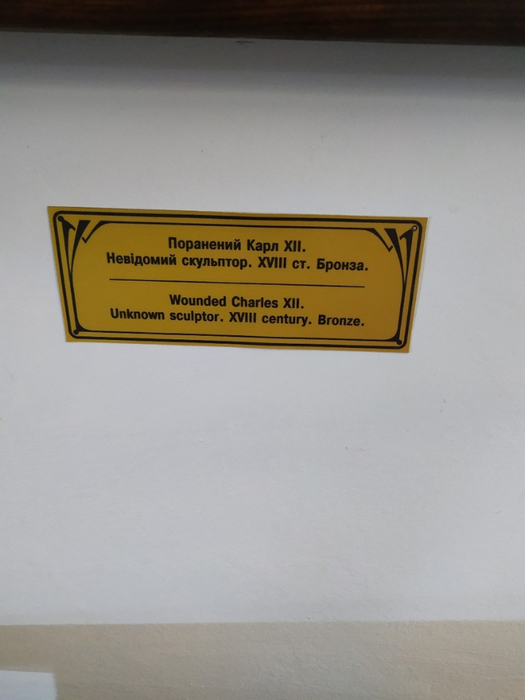 Поранений Карл XII.
Невідомий скульптор. XVIII ст. Бронза.
Wounded Charles XII.
Unknown sculptor. XVIII century. Bronze.